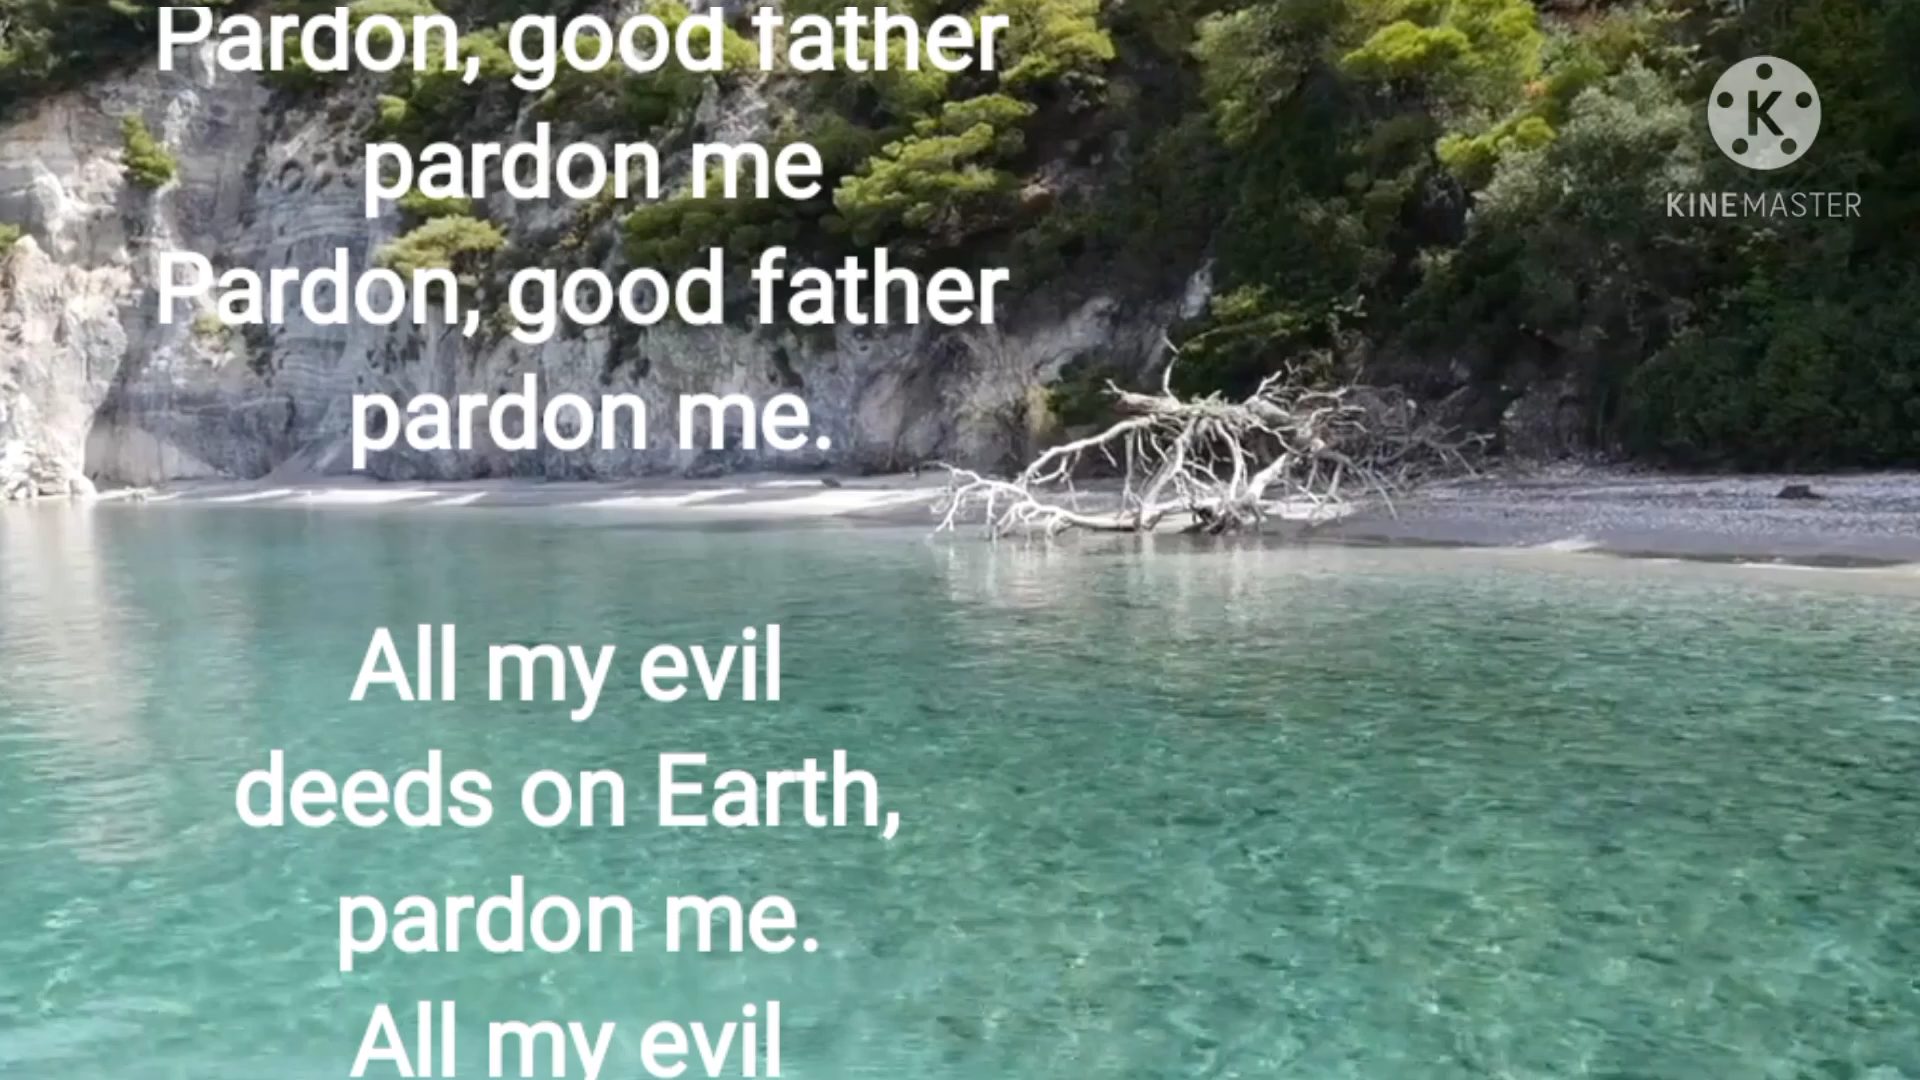 Pardon, good father
pardon me
Pardon, good father
pardon me.
All my evil
deeds on Earth,
pardon me.
All my evil
K
KINEMASTER